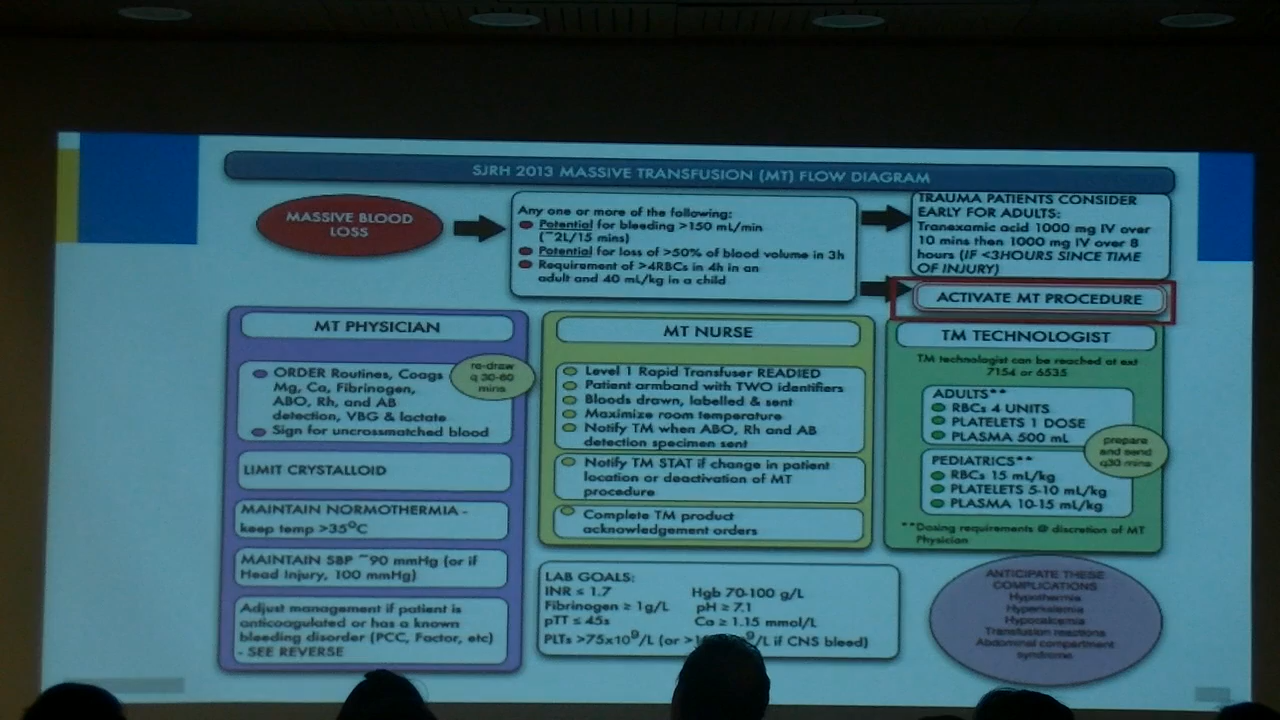 SJRH 2013 MASSIVE TRANSFUSION (MT) FLOW DIAGRAM
MASSIVE BLOOD
LOSS
Any one or more of the following:
Potential for bleeding >150 mL/min
(~2L/15 mins)
Potential for loss of >50% of blood volume in 3h
Requirement of >4RBCs in 4h in an
adult and 40 mL/kg in a child
TRAUMA PATIENTS CONSIDER
EARLY FOR ADULTS:
Tranexamic acid 1000 mg IV over
10 mins then 1000 mg IV over 8
hours (IF <3HOURS SINCE TIME
OF INJURY)
ACTIVATE MT PROCEDURE
MT PHYSICIAN
ORDER Routines, Coags
Mg, Ca, Fibrinogen,
ABO, Rh, and AB
detection, VBG & lactate
Sign for uncrossmatched blood
re-draw
q 30-60
mins
LIMIT CRYSTALLOID
MAINTAIN NORMOTHERMIA -
keep temp >35°C
MAINTAIN SBP ~90 mmHg (or if
Head Injury, 100 mmHg)
Adjust management if patient is
anticoagulated or has a known
bleeding disorder (PCC, Factor, etc)
- SEE REVERSE
MT NURSE
Level 1 Rapid Transfuser READIED
Patient armband with TWO identifiers
Bloods drawn, labelled & sent
Maximize room temperature
Notify TM when ABO, Rh and AB
detection specimen sent
Notify TM STAT if change in patient
location or deactivation of MT
procedure
Complete TM product
acknowledgement orders
TM TECHNOLOGIST
TM technologist can be reached at ext
7154 or 6535
ADULTS**
RBCs 4 UNITS
PLATELETS 1 DOSE
PLASMA 500 mL
prepare
and send
q30 mins
PEDIATRICS**
RBCs 15 mL/kg
PLATELETS 5-10 mL/kg
PLASMA 10-15 mL/kg
**Dosing requirements @ discretion of MT
Physician
LAB GOALS:
INR ≤ 1.7
Fibrinogen ≥ 1g/L
pTT ≤ 45s
Hgb 70-100 g/L
pH ≥ 7.1
Ca ≥ 1.15 mmol/L
PLTs >75x10⁹/L (or >1 ⁹/L if CNS bleed)
ANTICIPATE THESE
COMPLICATIONS
Hypothermia
Hyperkalemia
Hypocalcemia
Transfusion reactions
Abdominal compartment
syndrome